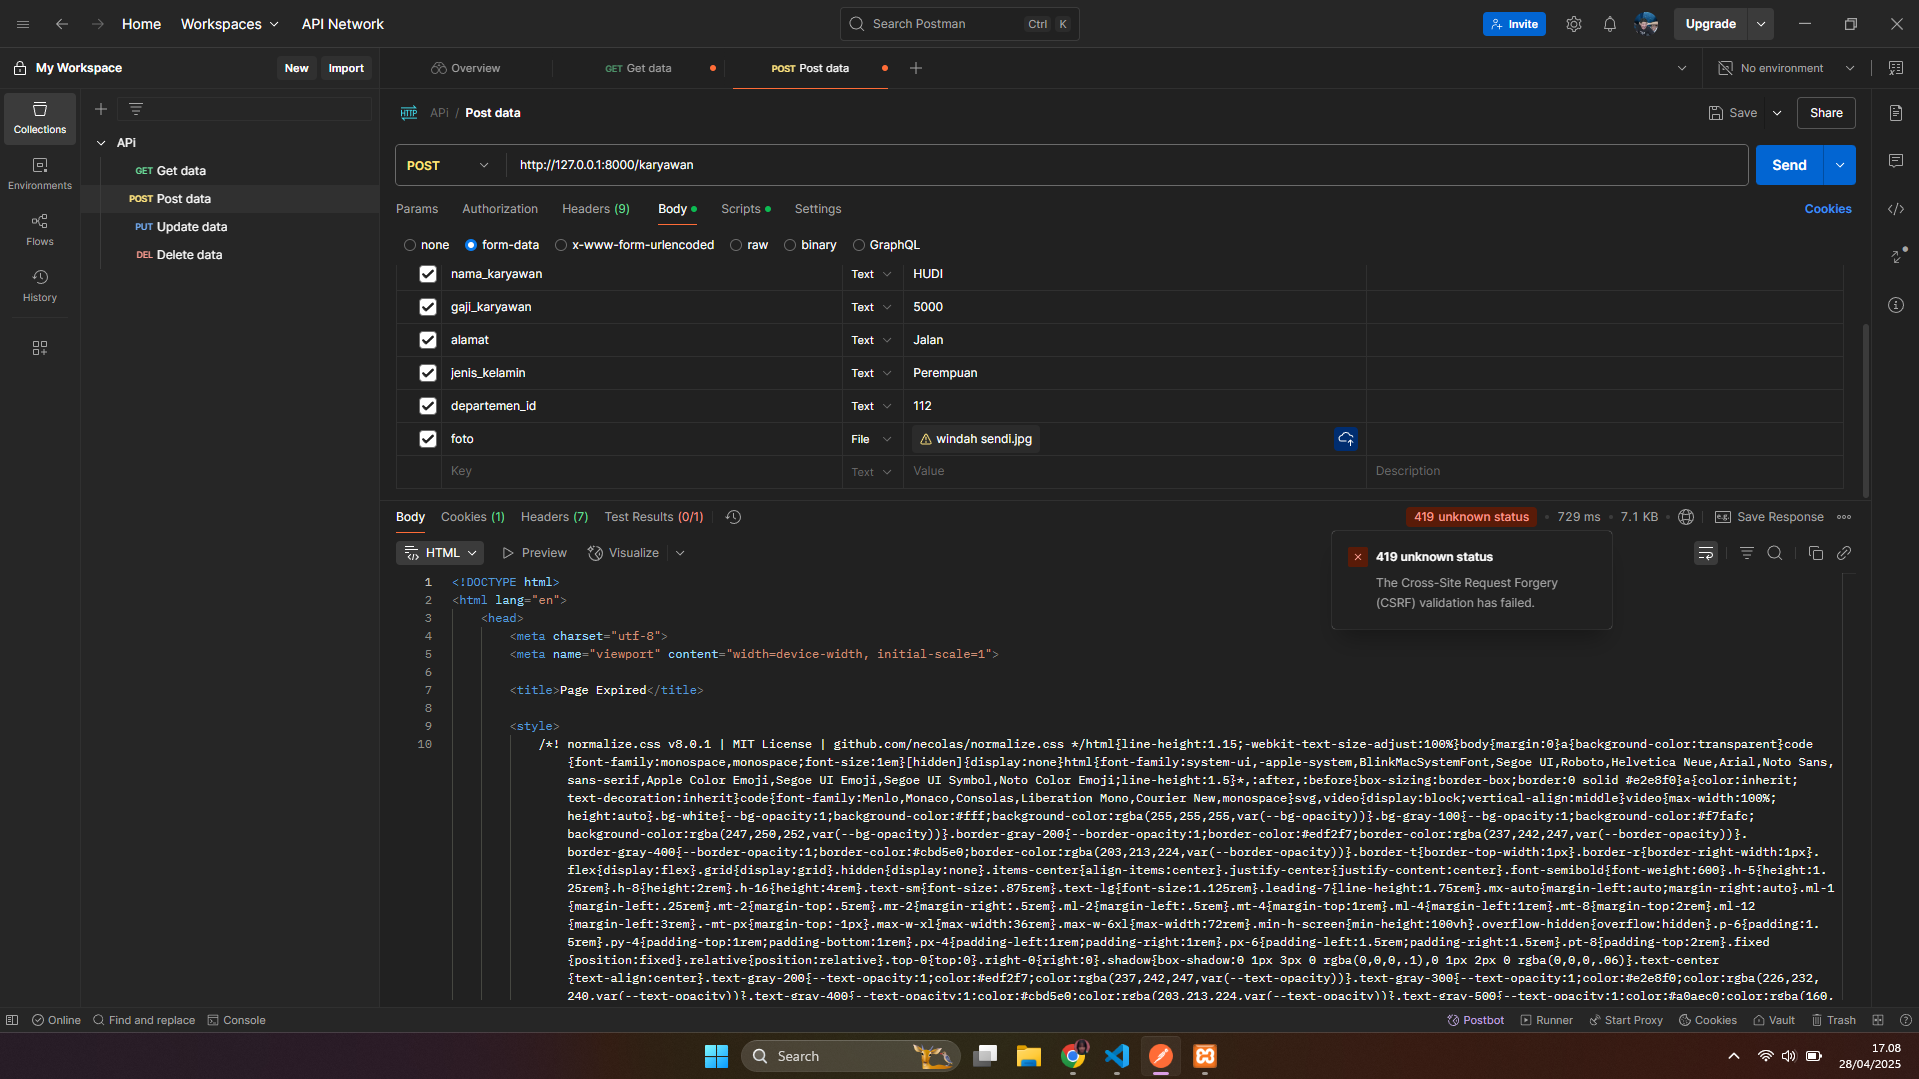 Home
Workspaces
API Network
Search Postman
Ctrl K
Invite
Upgrade
My Workspace
New
Import
Overview
GET Get data
POST Post data
No environment
Collections
Environments
Flows
History
APi
GET Get data
POST Post data
PUT Update data
DEL Delete data
HTTP APi / Post data
Save
Share
POST
http://127.0.0.1:8000/karyawan
Send
Params
Authorization
Headers (9)
Body
Scripts
Settings
Cookies
none
form-data
x-www-form-urlencoded
raw
binary
GraphQL
nama_karyawan Text HUDI
gaji_karyawan Text 5000
alamat Text Jalan
jenis_kelamin Text Perempuan
departemen_id Text 112
foto File windah sendi.jpg
Key Text Value Description
Body
Cookies (1)
Headers (7)
Test Results (0/1)
419 unknown status
729 ms
7.1 KB
e.g. Save Response
HTML
Preview
Visualize
419 unknown status
The Cross-Site Request Forgery
(CSRF) validation has failed.
1 <!DOCTYPE html>
2 <html lang="en">
3 <head>
4 <meta charset="utf-8">
5 <meta name="viewport" content="width=device-width, initial-scale=1">
6
7 <title>Page Expired</title>
8
9 <style>
10 /*! normalize.css v8.0.1 | MIT License | github.com/necolas/normalize.css */html{line-height:1.15;-webkit-text-size-adjust:100%}body{margin:0}a{background-color:transparent}code
{font-family:monospace,monospace;font-size:1em}[hidden]{display:none}html{font-family:system-ui,-apple-system,BlinkMacSystemFont,Segoe UI,Roboto,Helvetica Neue,Arial,Noto Sans,
sans-serif,Apple Color Emoji,Segoe UI Emoji,Segoe UI Symbol,Noto Color Emoji;line-height:1.5}*,:after,:before{box-sizing:border-box;border:0 solid #e2e8f0}a{color:inherit;
text-decoration:inherit}code{font-family:Menlo,Monaco,Consolas,Liberation Mono,Courier New,monospace}svg,video{display:block;vertical-align:middle}video{max-width:100%;
height:auto}.bg-white{--bg-opacity:1;background-color:#fff;background-color:rgba(255,255,255,var(--bg-opacity))}.bg-gray-100{--bg-opacity:1;background-color:#f7fafc;
background-color:rgba(247,250,252,var(--bg-opacity))}.border-gray-200{--border-opacity:1;border-color:#edf2f7;border-color:rgba(237,242,247,var(--border-opacity))}.
border-gray-400{--border-opacity:1;border-color:#cbd5e0;border-color:rgba(203,213,224,var(--border-opacity))}.border-t{border-top-width:1px}.border-r{border-right-width:1px}.
flex{display:flex}.grid{display:grid}.hidden{display:none}.items-center{align-items:center}.justify-center{justify-content:center}.font-semibold{font-weight:600}.h-5{height:1.
25rem}.h-8{height:2rem}.h-16{height:4rem}.text-sm{font-size:.875rem}.text-lg{font-size:1.125rem}.leading-7{line-height:1.75rem}.mx-auto{margin-left:auto;margin-right:auto}.ml-1
{margin-left:.25rem}.mt-2{margin-top:.5rem}.mr-2{margin-right:.5rem}.ml-2{margin-left:.5rem}.mt-4{margin-top:1rem}.ml-4{margin-left:1rem}.mt-8{margin-top:2rem}.ml-12
{margin-left:3rem}.-mt-px{margin-top:-1px}.max-w-xl{max-width:36rem}.max-w-6xl{max-width:72rem}.min-h-screen{min-height:100vh}.overflow-hidden{overflow:hidden}.p-6{padding:1.
5rem}.py-4{padding-top:1rem;padding-bottom:1rem}.px-4{padding-left:1rem;padding-right:1rem}.px-6{padding-left:1.5rem;padding-right:1.5rem}.pt-8{padding-top:2rem}.fixed
{position:fixed}.relative{position:relative}.top-0{top:0}.right-0{right:0}.shadow{box-shadow:0 1px 3px 0 rgba(0,0,0,.1),0 1px 2px 0 rgba(0,0,0,.06)}.text-center
{text-align:center}.text-gray-200{--text-opacity:1;color:#edf2f7;color:rgba(237,242,247,var(--text-opacity))}.text-gray-300{--text-opacity:1;color:#e2e8f0;color:rgba(226,232,
240,var(--text-opacity))}.text-gray-400{--text-opacity:1;color:#cbd5e0;color:rgba(203,213,224,var(--text-opacity))}.text-gray-500{--text-opacity:1;color:#a0aec0;color:rgba(160,
Online
Find and replace
Console
Postbot
Runner
Start Proxy
Cookies
Vault
Trash
Search
17.08
28/04/2025